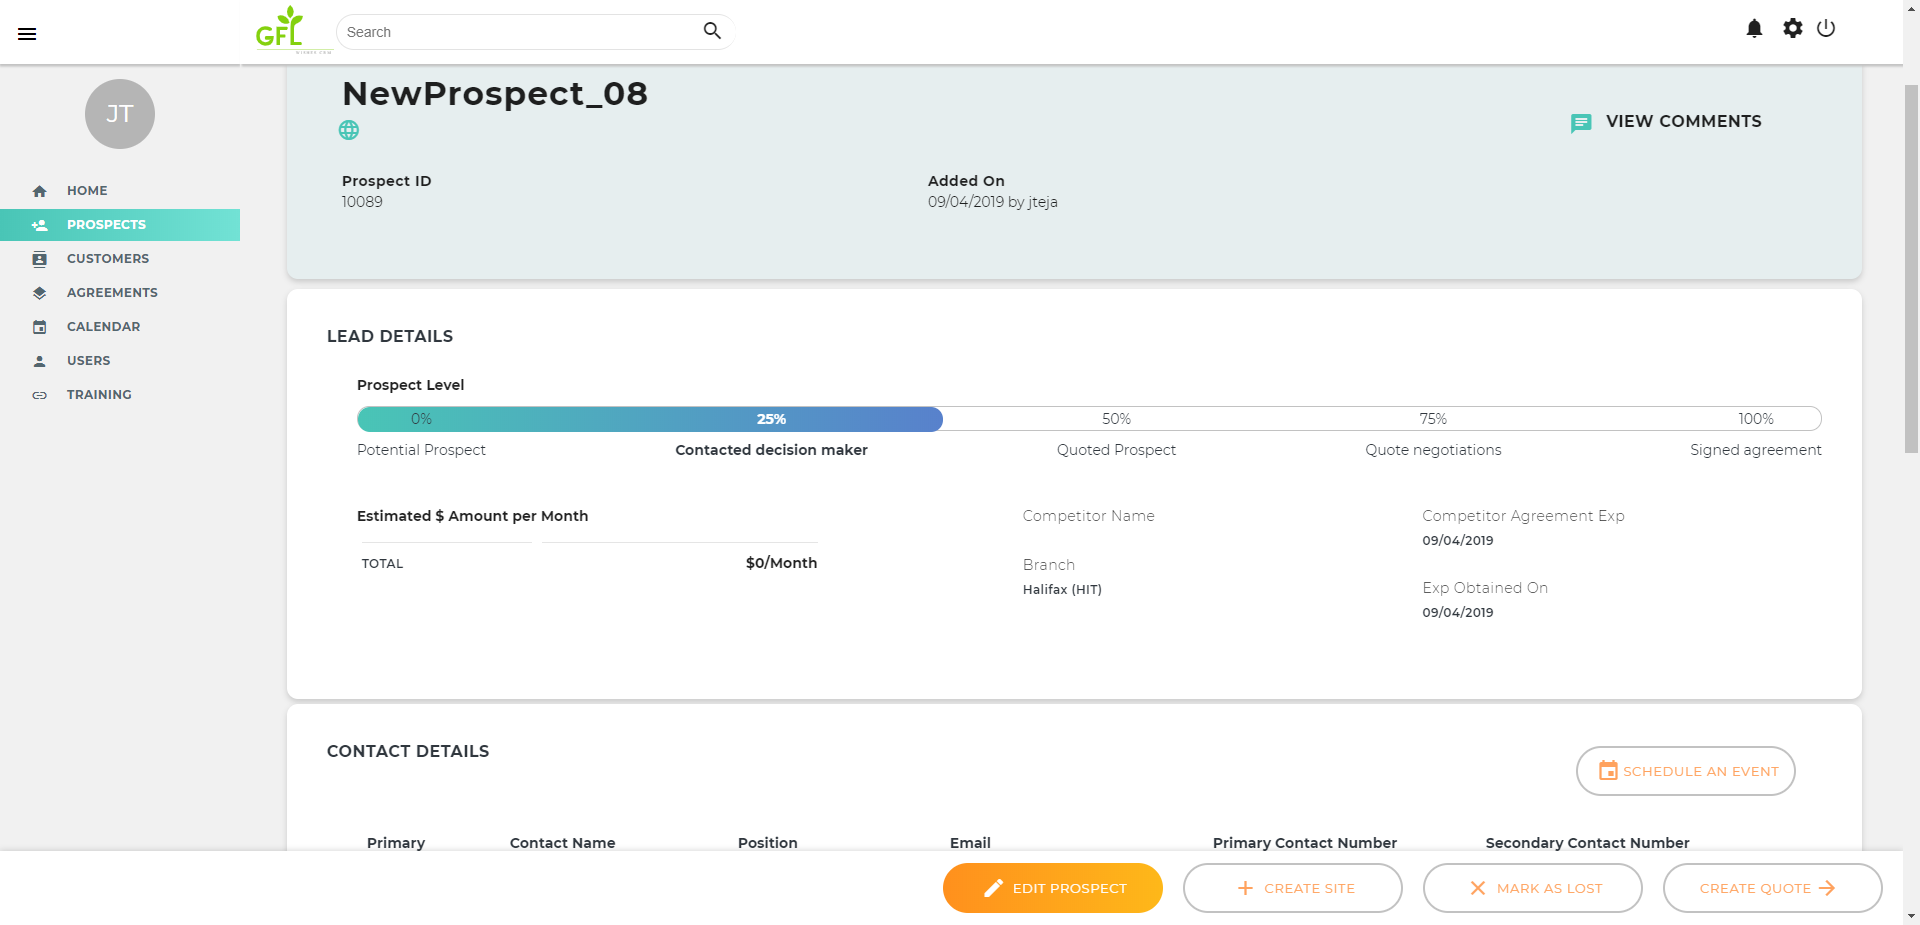 GFL
Search
JT
HOME
PROSPECTS
CUSTOMERS
AGREEMENTS
CALENDAR
USERS
TRAINING
NewProspect_08
VIEW COMMENTS
Prospect ID
10089
Added On
09/04/2019 by jteja
LEAD DETAILS
Prospect Level
0% 25% 50% 75% 100%
Potential Prospect Contacted decision maker Quoted Prospect Quote negotiations Signed agreement
Estimated $ Amount per Month
TOTAL $0/Month
Competitor Name
Branch
Halifax (HIT)
Competitor Agreement Exp
09/04/2019
Exp Obtained On
09/04/2019
CONTACT DETAILS
SCHEDULE AN EVENT
Primary Contact Name Position Email Primary Contact Number Secondary Contact Number
EDIT PROSPECT CREATE SITE MARK AS LOST CREATE QUOTE